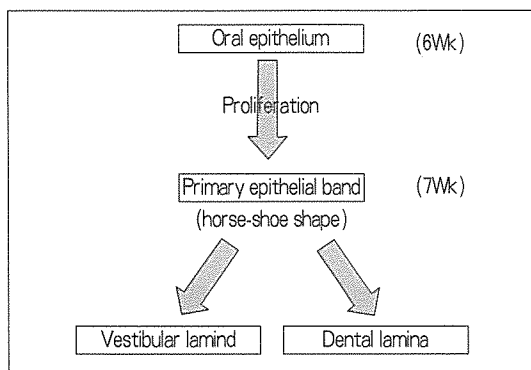 Oral epithelium (6Wk)
Proliferation
Primary epithelial band (7Wk)
(horse-shoe shape)
Vestibular lamind Dental lamina